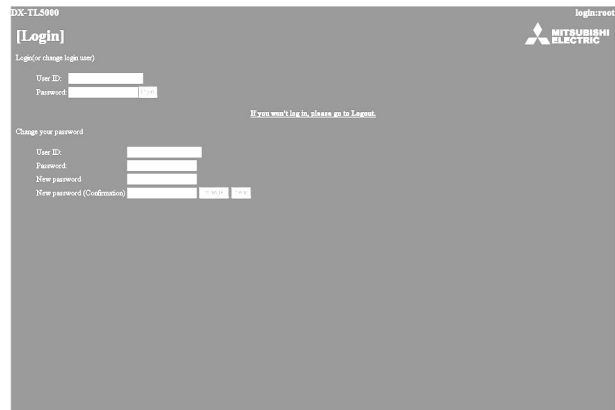 DX-TL5000
login:root
[Login]
MITSUBISHI
ELECTRIC
Login(or change login user)
User ID:
Password:
If you won't log in, please go to Logout.
Change your password
User ID:
Password:
New password
New password (Confirmation)